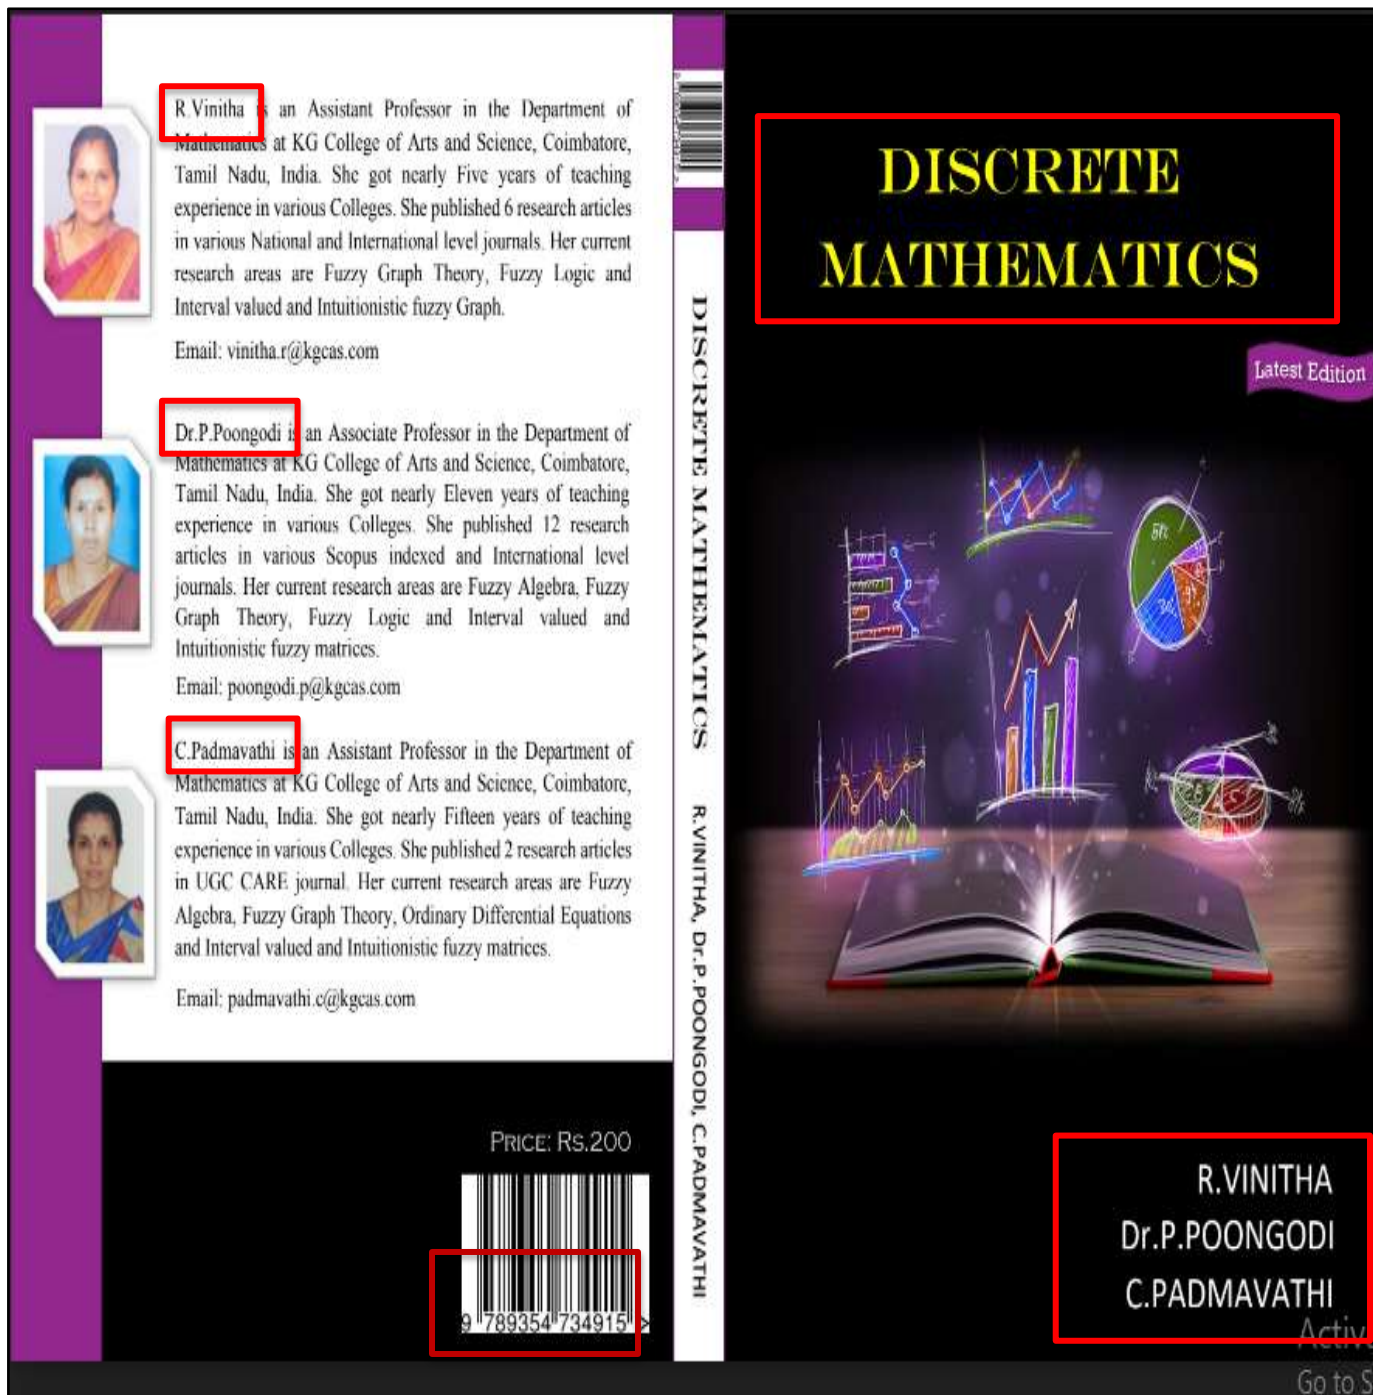 R.Vinitha is an Assistant Professor in the Department of
Mathematics at KG College of Arts and Science, Coimbatore,
Tamil Nadu, India. She got nearly Five years of teaching
experience in various Colleges. She published 6 research articles
in various National and International level journals. Her current
research areas are Fuzzy Graph Theory, Fuzzy Logic and
Interval valued and Intuitionistic fuzzy Graph.
Email: vinitha.r@kgcas.com
Dr.P.Poongodi is an Associate Professor in the Department of
Mathematics at KG College of Arts and Science, Coimbatore,
Tamil Nadu, India. She got nearly Eleven years of teaching
experience in various Colleges. She published 12 research
articles in various Scopus indexed and International level
journals. Her current research areas are Fuzzy Algebra, Fuzzy
Graph Theory, Fuzzy Logic and Interval valued and
Intuitionistic fuzzy matrices.
Email: poongodi.p@kgcas.com
C.Padmavathi is an Assistant Professor in the Department of
Mathematics at KG College of Arts and Science, Coimbatore,
Tamil Nadu, India. She got nearly Fifteen years of teaching
experience in various Colleges. She published 2 research articles
in UGC CARE journal. Her current research areas are Fuzzy
Algebra, Fuzzy Graph Theory, Ordinary Differential Equations
and Interval valued and Intuitionistic fuzzy matrices.
Email: padmavathi.c@kgcas.com
PRICE: RS.200
9 789354 734915 >
DISCRETE MATHEMATICS R.VINITHA, Dr.P.POONGODI, C.PADMAVATHI
DISCRETE
MATHEMATICS
Latest Edition
R.VINITHA
Dr.P.POONGODI
C.PADMAVATHI
Activ
Go to S